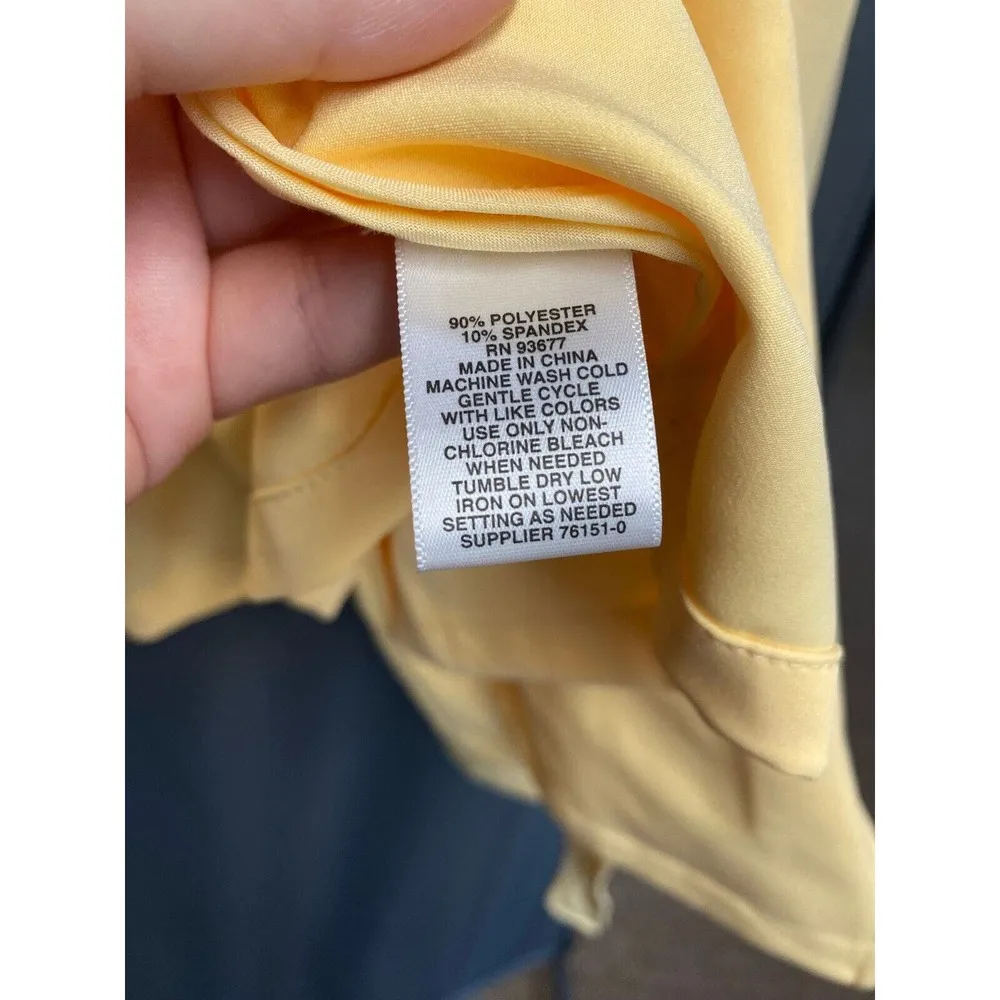 90% POLYESTER
10% SPANDEX
RN 93677
MADE IN CHINA
MACHINE WASH COLD
GENTLE CYCLE
WITH LIKE COLORS
USE ONLY NON-
CHLORINE BLEACH
WHEN NEEDED
TUMBLE DRY LOW
IRON ON LOWEST
SETTING AS NEEDED
SUPPLIER 76151-0